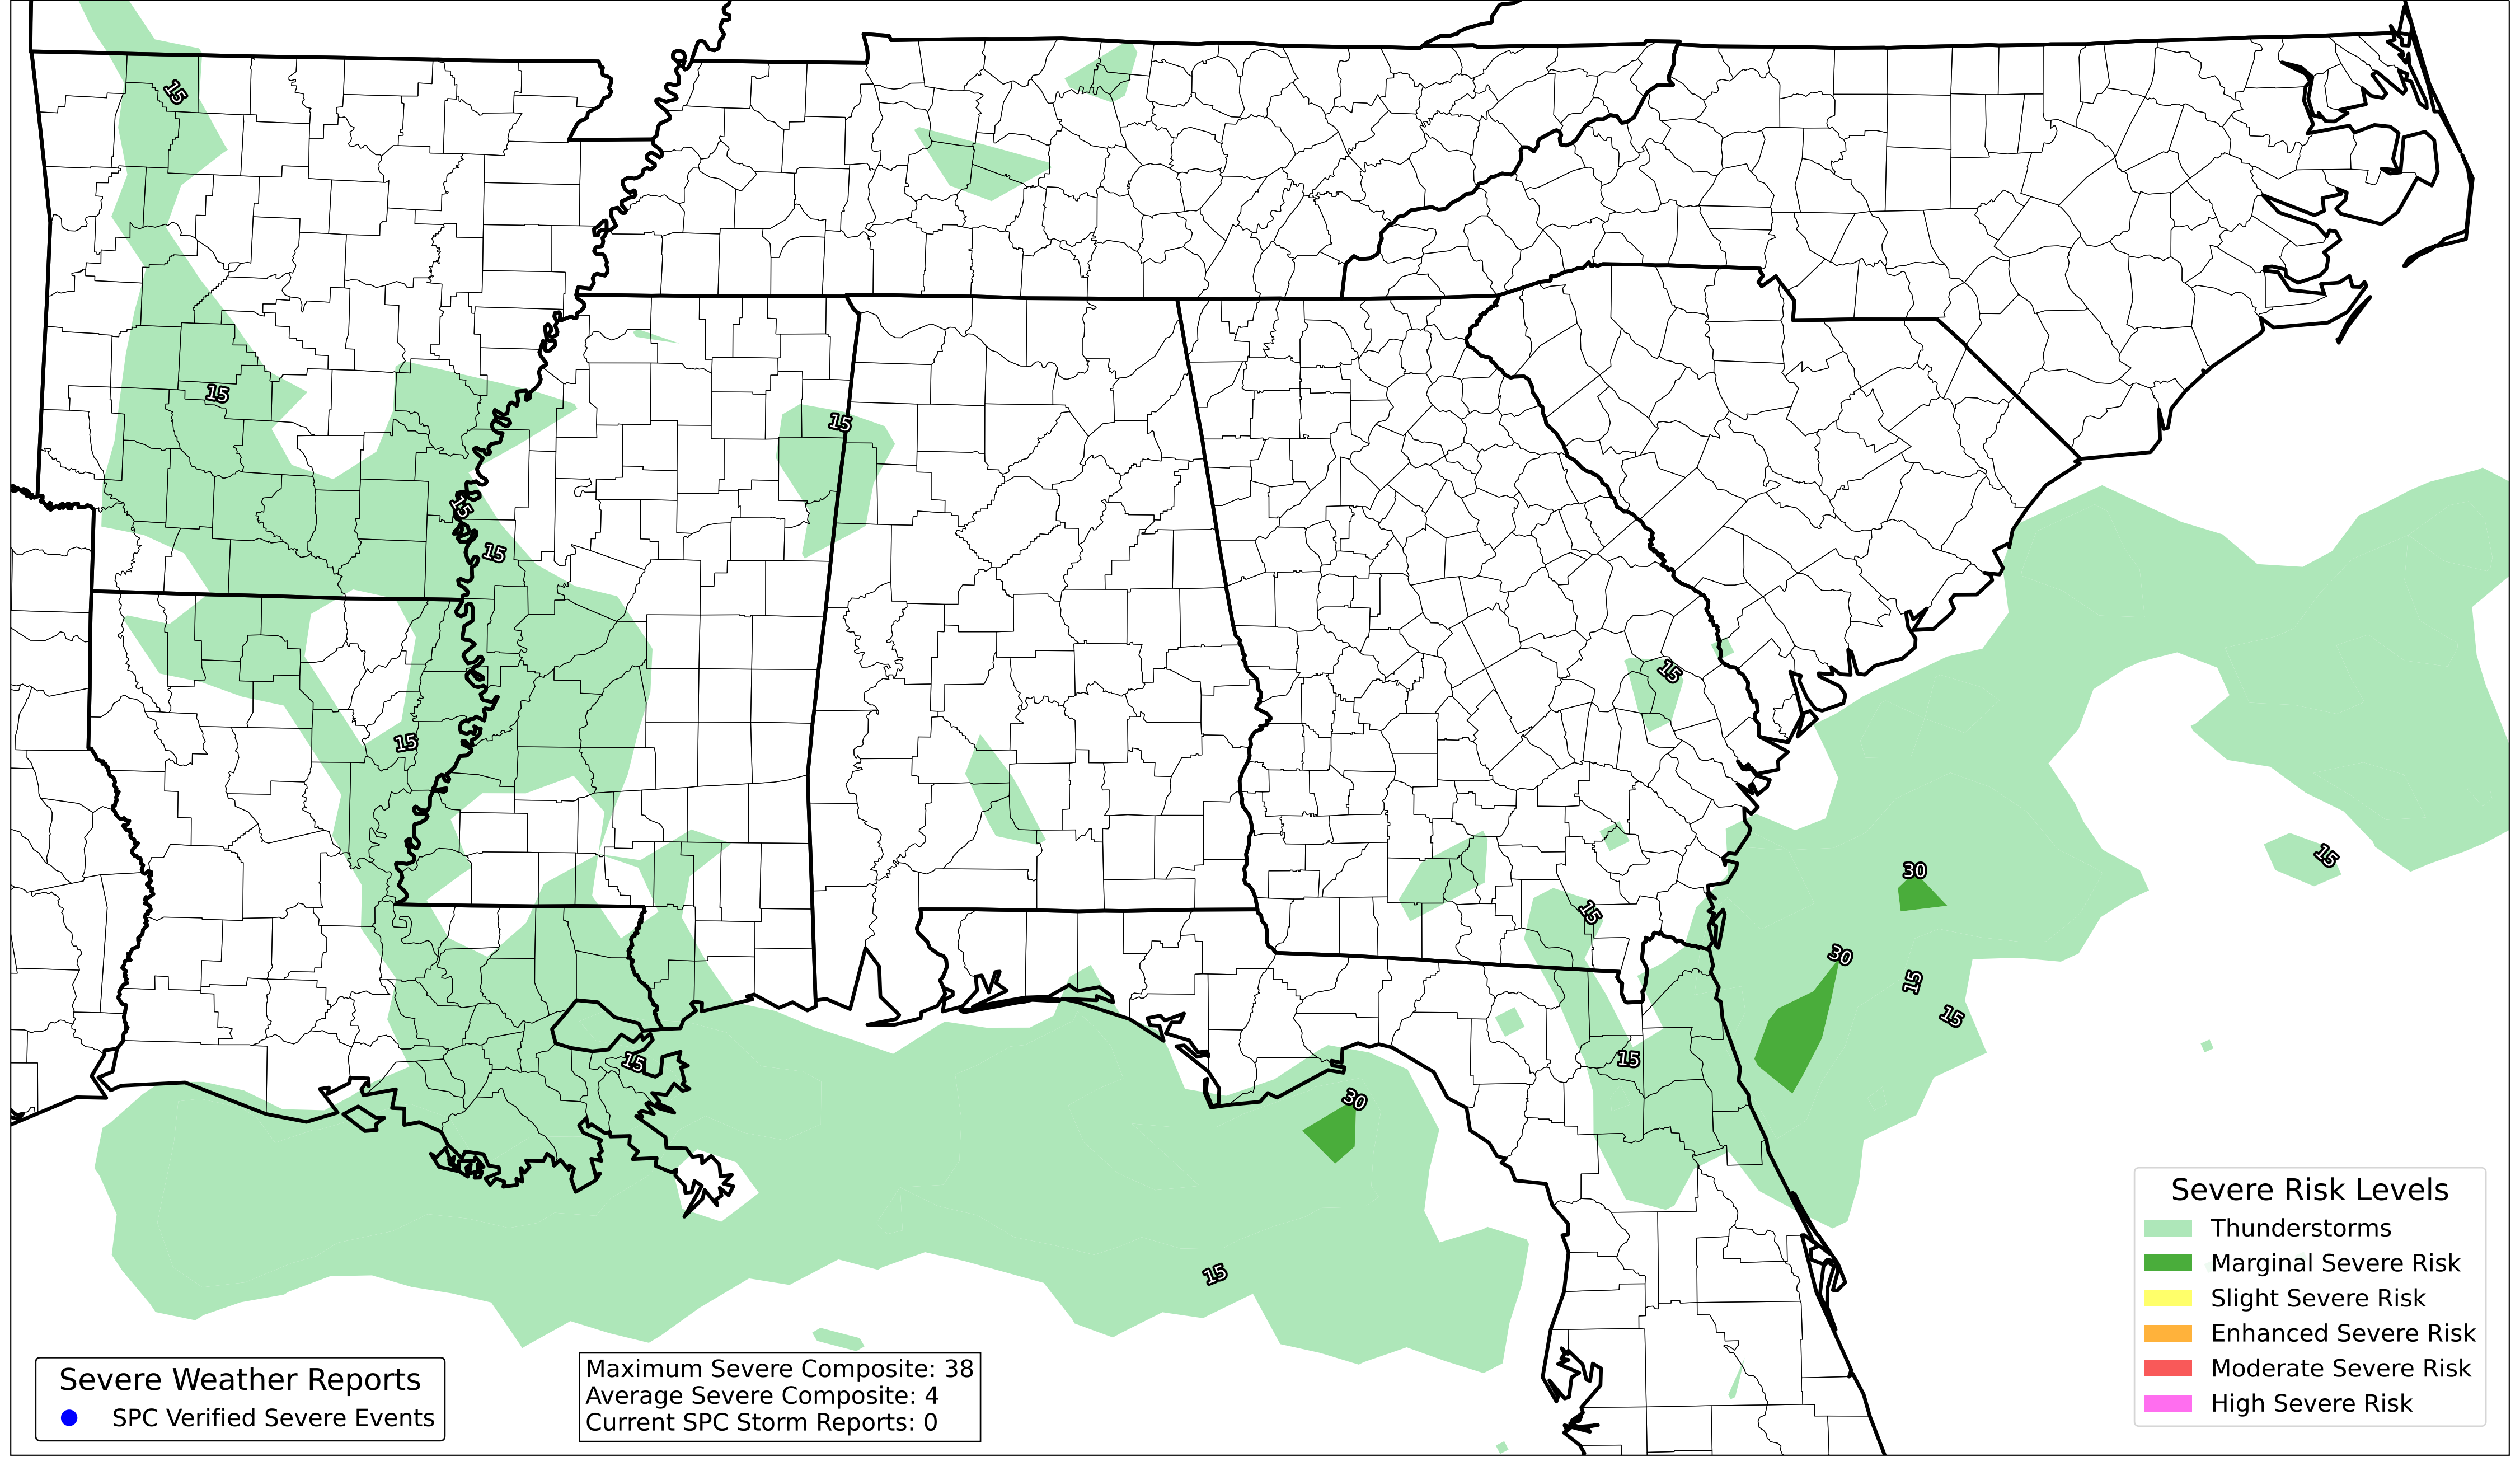 15
15
15
15
15
15
15
30
15
30
15
15
15
15
30
15
15
Severe Risk Levels
Thunderstorms
Marginal Severe Risk
Slight Severe Risk
Enhanced Severe Risk
Moderate Severe Risk
High Severe Risk
Severe Weather Reports
SPC Verified Severe Events
Maximum Severe Composite: 38
Average Severe Composite: 4
Current SPC Storm Reports: 0